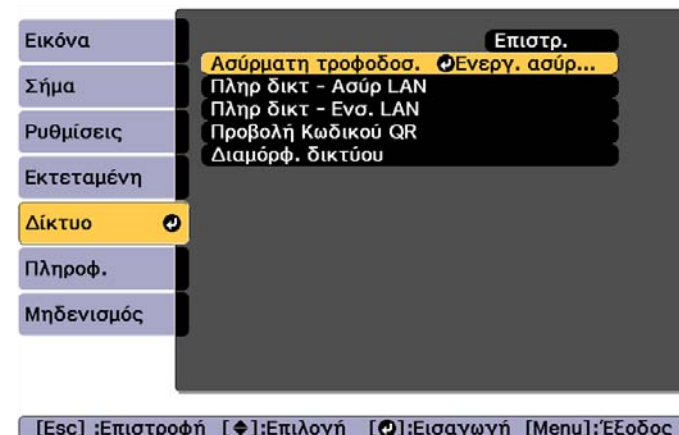 Εικόνα
Σήμα
Ρυθμίσεις
Εκτεταμένη
Δίκτυο
Πληροφ.
Μηδενισμός
Επιστρ.
Ασύρματη τροφοδοσ. Ενεργ. ασύρ...
Πληρ δικτ - Ασύρ LAN
Πληρ δικτ - Ενσ. LAN
Προβολή Κωδικού QR
Διαμόρφ. δικτύου
[Esc] :Επιστροφή [◆]:Επιλογή [↵]:Εισαγωγή [Menu]:Έξοδος